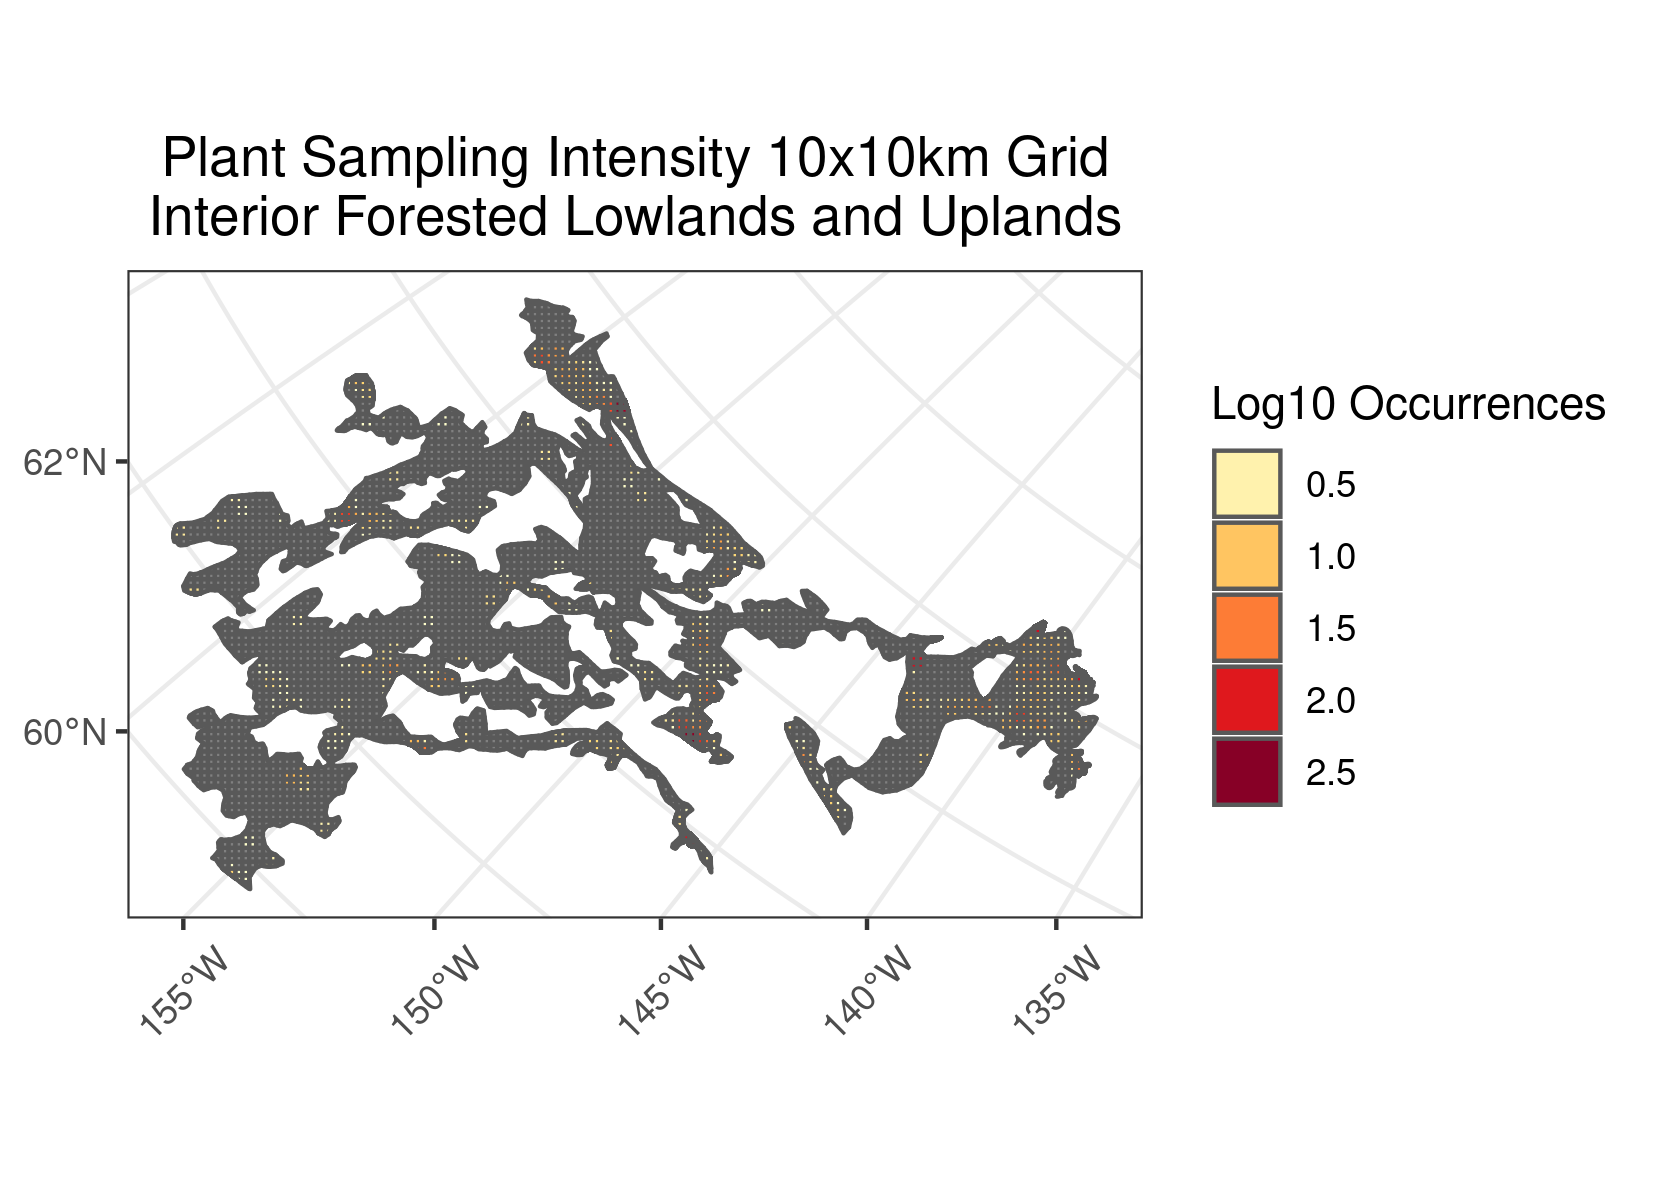 Plant Sampling Intensity 10x10km Grid
Interior Forested Lowlands and Uplands
Log10 Occurrences
0.5
1.0
1.5
2.0
2.5
62°N
60°N
155°W
150°W
145°W
140°W
135°W